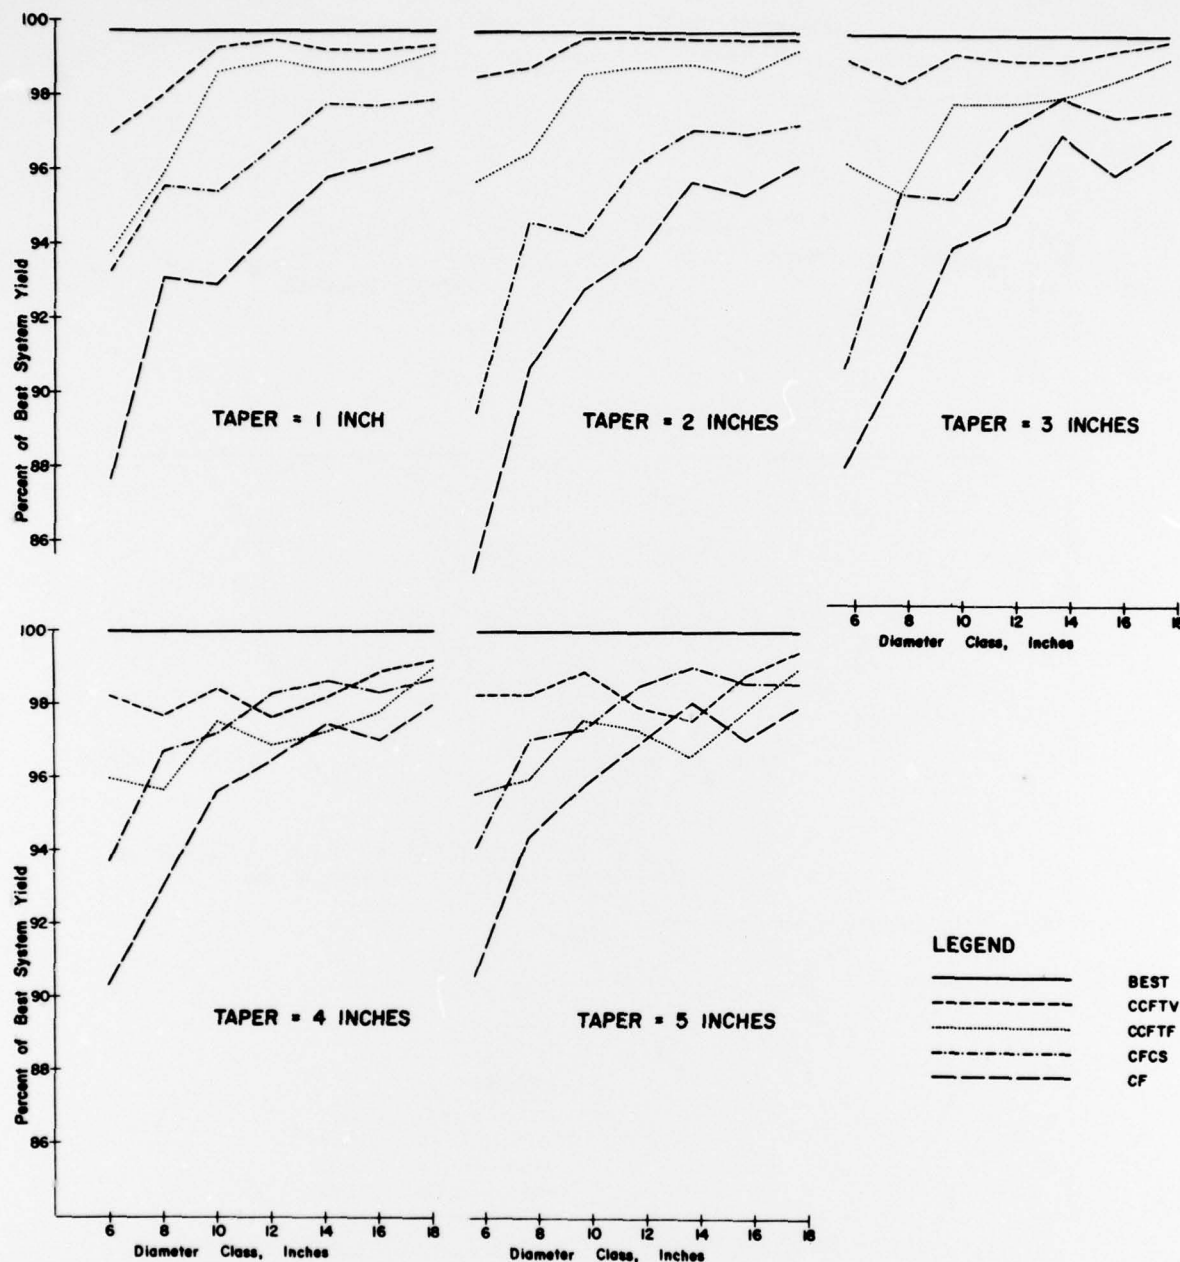 100
98
96
94
92
90
88
86
Percent of Best System Yield
TAPER = 1 INCH
TAPER = 2 INCHES
TAPER = 3 INCHES
6 8 10 12 14 16 18
Diameter Class, Inches
100
98
96
94
92
90
88
86
Percent of Best System Yield
TAPER = 4 INCHES
TAPER = 5 INCHES
LEGEND
BEST
CCFTV
CCFTF
CFCS
CF
6 8 10 12 14 16 18
Diameter Class, Inches
6 8 10 12 14 16 18
Diameter Class, Inches